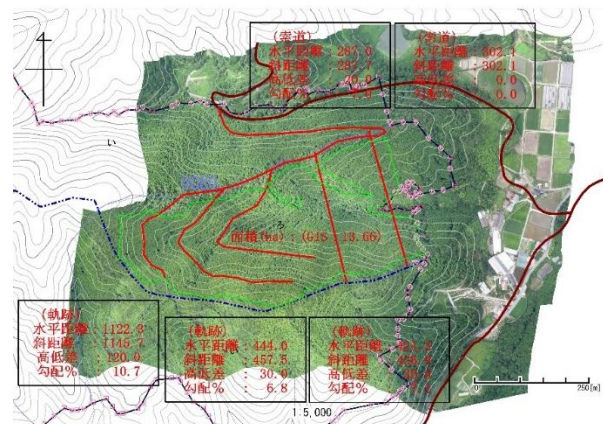 (索道)
水平距離：287.0
斜距離：287.7
高低差：20.0
勾配%：
(索道)
水平距離：302.1
斜距離：302.1
高低差：0.0
勾配%：0.0
い
う
面積(ha)：(GIS：13.66)
(軌跡)
水平距離：1122.3
斜距離：1145.7
高低差：120.0
勾配%：10.7
(軌跡)
水平距離：444.0
斜距離：457.5
高低差：30.0
勾配%：6.8
(軌跡)
水平距離：
斜距離：
高低差：
勾配%：
0
250(m)
1:5,000